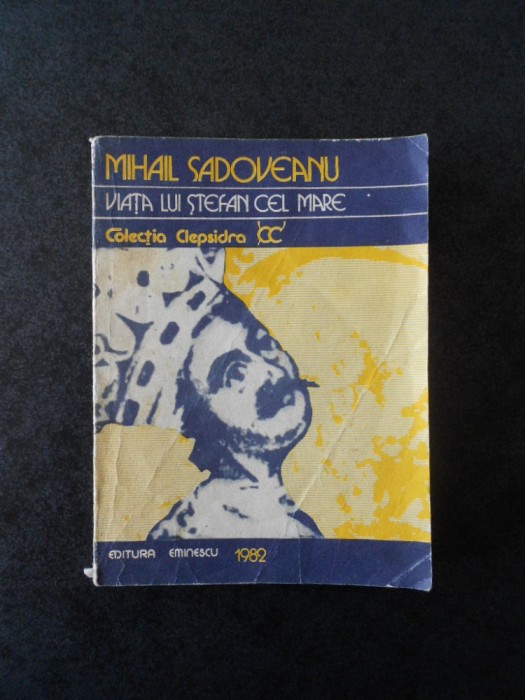 MIHAIL SADOVEANU
VIAȚA LUI ȘTEFAN CEL MARE
Colecția Clepsidra CC
EDITURA EMINESCU 1982